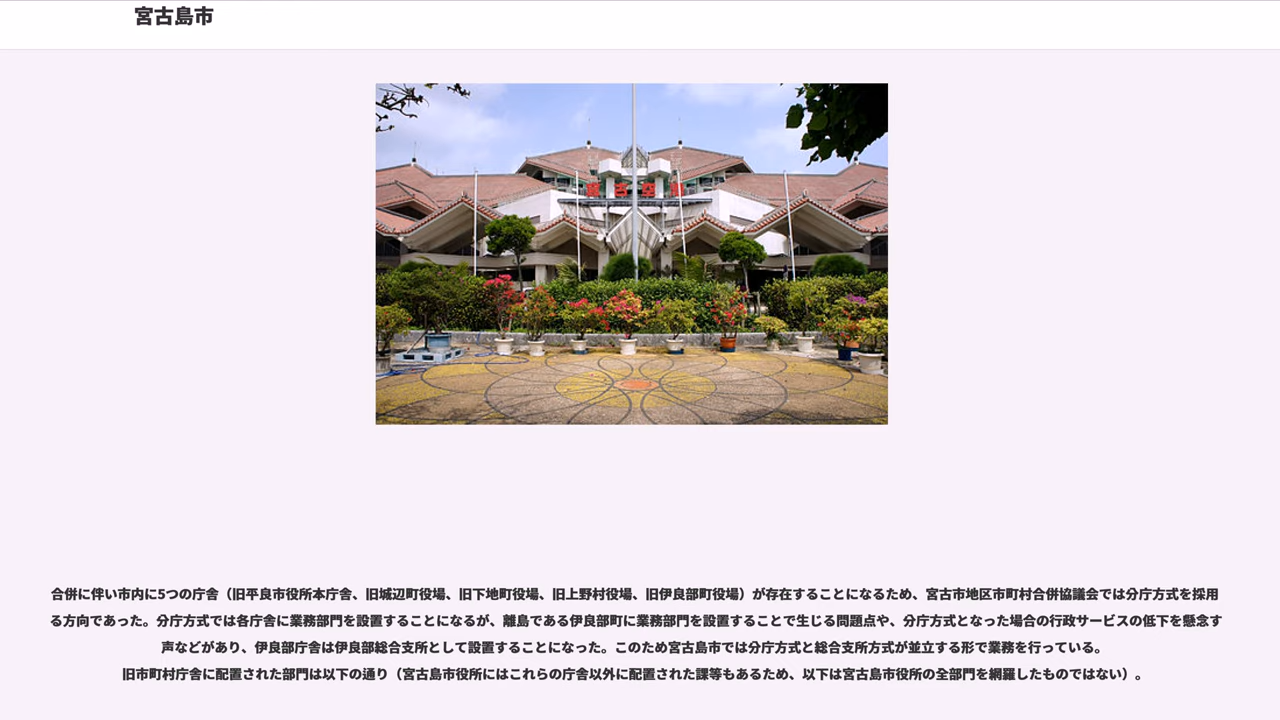 宮古島市
宮古空港
合併に伴い市内に5つの庁舎（旧平良市役所本庁舎、旧城辺町役場、旧下地町役場、旧上野村役場、旧伊良部町役場）が存在することになるため、宮古市地区市町村合併協議会では分庁方式を採用
る方向であった。分庁方式では各庁舎に業務部門を設置することになるが、離島である伊良部町に業務部門を設置することで生じる問題点や、分庁方式となった場合の行政サービスの低下を懸念す
声などがあり、伊良部庁舎は伊良部総合支所として設置することになった。このため宮古島市では分庁方式と総合支所方式が並立する形で業務を行っている。
旧市町村庁舎に配置された部門は以下の通り（宮古島市役所にはこれらの庁舎以外に配置された課等もあるため、以下は宮古島市役所の全部門を網羅したものではない）。